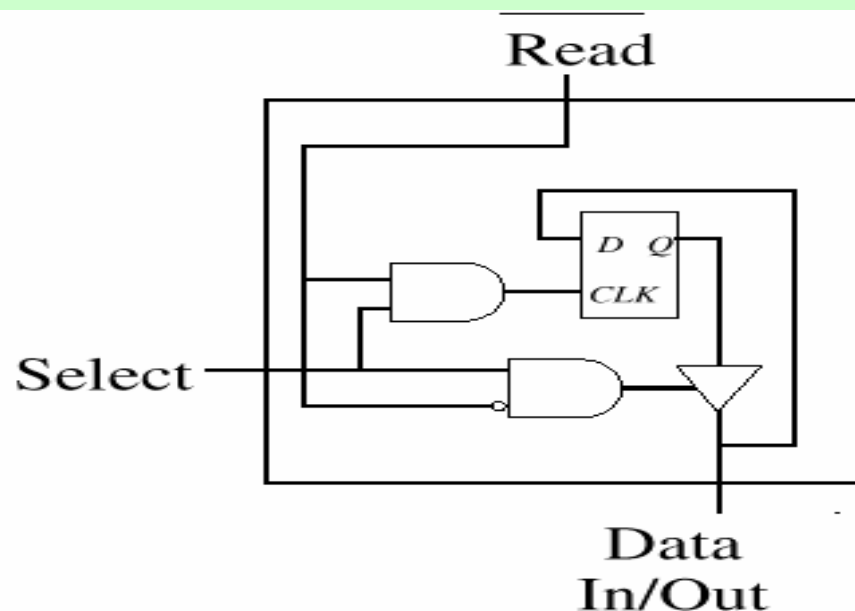 Read
D Q
CLK
Select
Data
In/Out